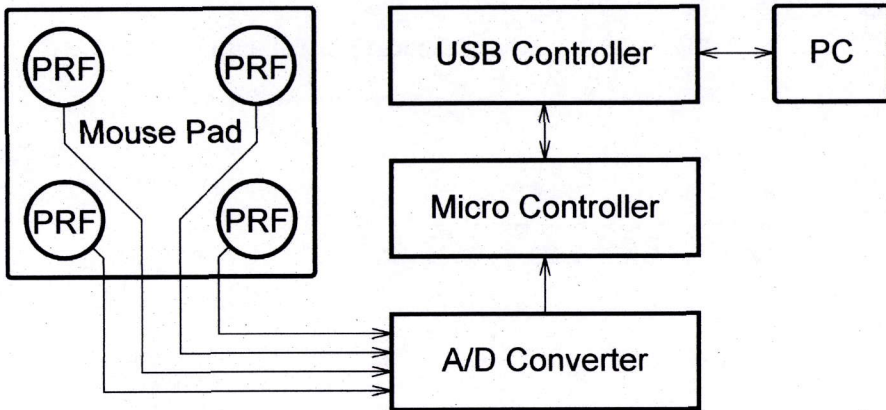 PRF
PRF
Mouse Pad
PRF
PRF
USB Controller
PC
Micro Controller
A/D Converter